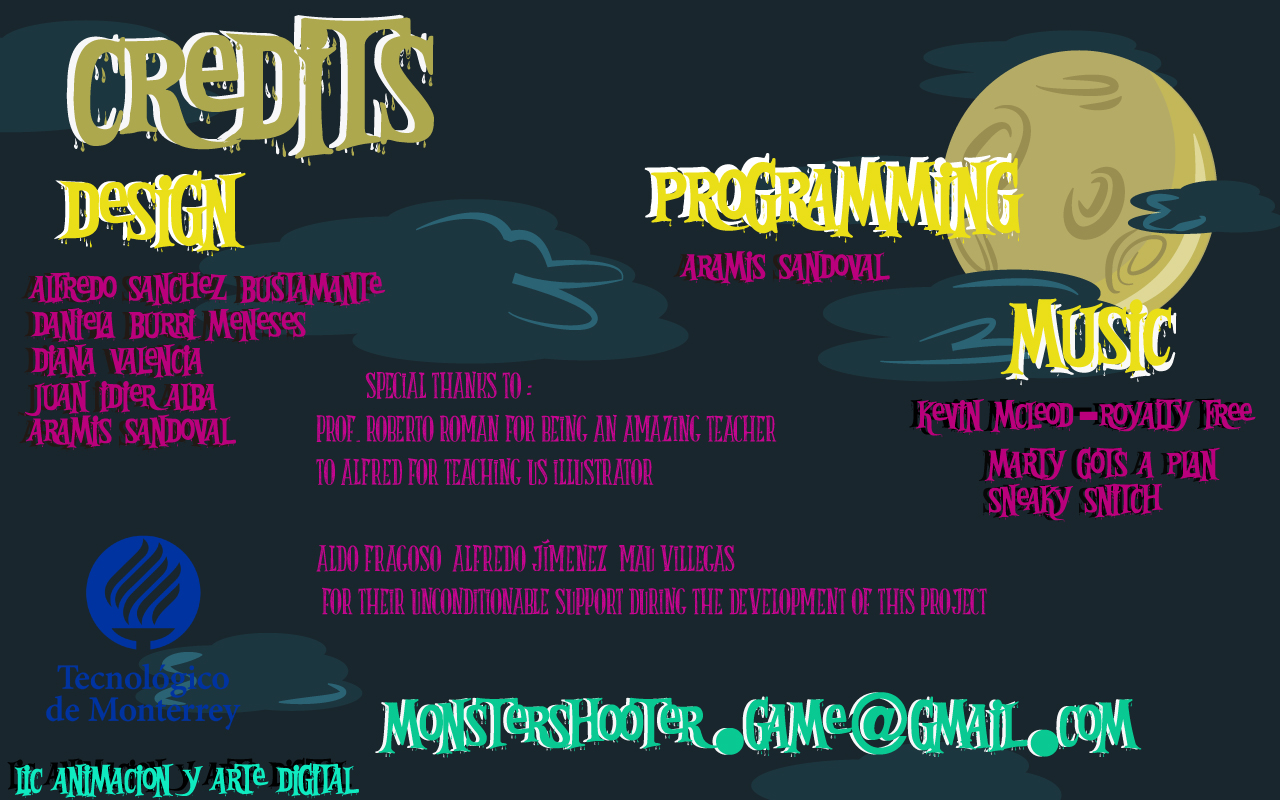 CREDITS
DESIGN
ALFREDO SANCHEZ BUSTAMANTE
DANIELA BURRI MENESES
DIANA VALENCIA
JUAN IDIER ALBA
ARAMIS SANDOVAL
PROGRAMMING
ARAMIS SANDOVAL
MUSIC
KEVIN MCLEOD - ROYALTY FREE
MARTY GOTS A PLAN
SNEAKY SNITCH
SPECIAL THANKS TO :
PROF. ROBERTO ROMAN FOR BEING AN AMAZING TEACHER
TO ALFRED FOR TEACHING US ILLUSTRATOR
ALDO FRAGOSO ALFREDO JÍMENEZ MAU VILLEGAS
FOR THEIR UNCONDITIONABLE SUPPORT DURING THE DEVELOPMENT OF THIS PROJECT
Tecnológico
de Monterrey
LIC ANIMACION Y ARTE DIGITAL
MONSTERSHOOTER.GAME@GMAIL.COM